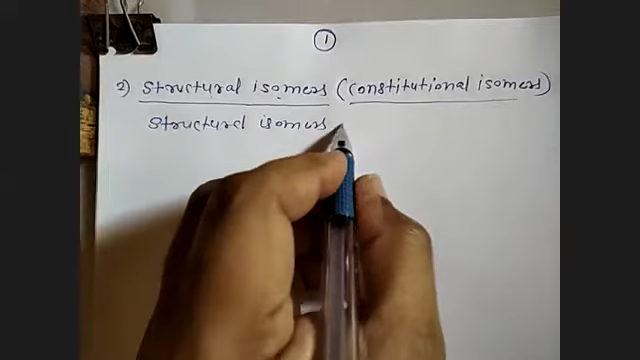 1
2) Structural isomers (constitutional isomers)
Structural isomers